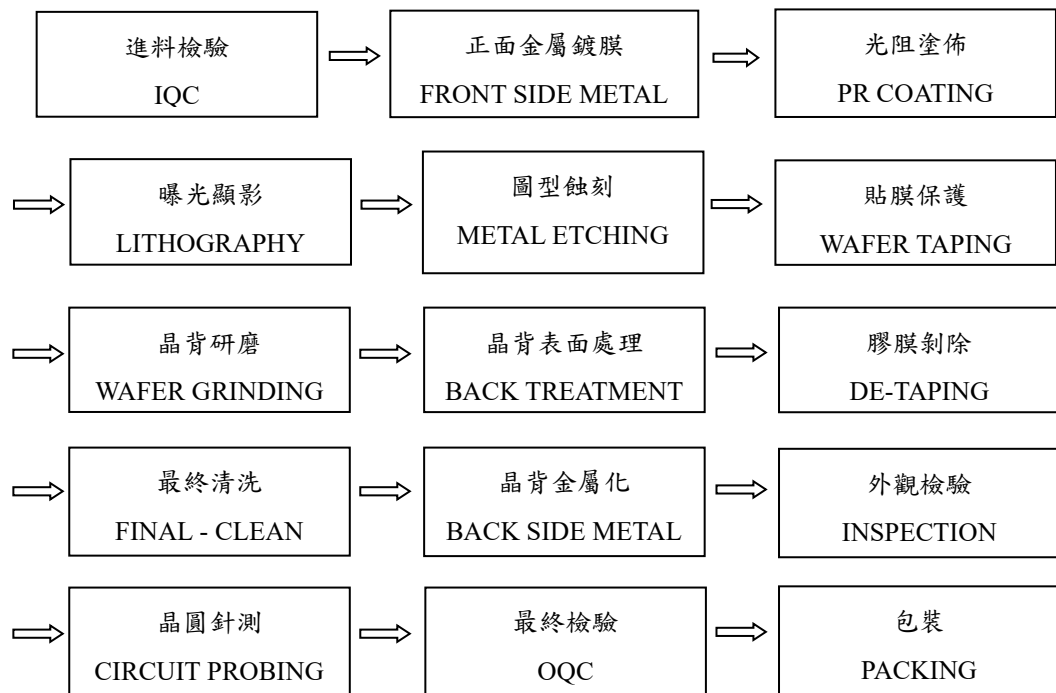 進料檢驗
IQC
正面金屬鍍膜
FRONT SIDE METAL
光阻塗佈
PR COATING
曝光顯影
LITHOGRAPHY
圖型蝕刻
METAL ETCHING
貼膜保護
WAFER TAPING
晶背研磨
WAFER GRINDING
晶背表面處理
BACK TREATMENT
膠膜剝除
DE-TAPING
最終清洗
FINAL - CLEAN
晶背金屬化
BACK SIDE METAL
外觀檢驗
INSPECTION
晶圓針測
CIRCUIT PROBING
最終檢驗
OQC
包裝
PACKING